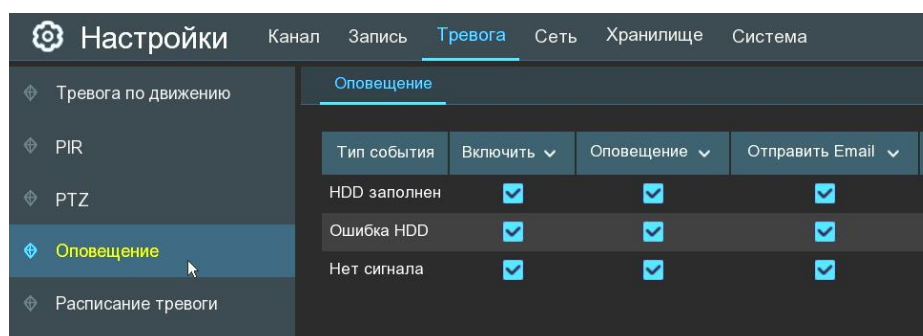 Настройки Канал Запись Тревога Сеть Хранилище Система
Тревога по движению
PIR
PTZ
Оповещение
Расписание тревоги
Оповещение
Тип события Включить Оповещение Отправить Email
HDD заполнен
Ошибка HDD
Нет сигнала